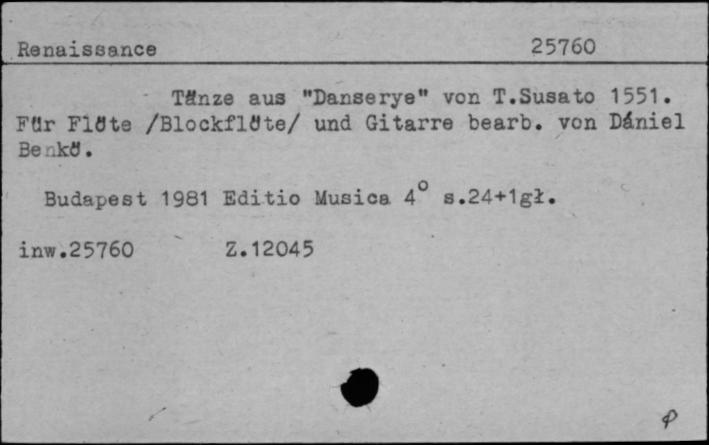 Renaissance 25760
Tänze aus "Danserye" von T.Susato 1551.
Für Flöte /Blockflöte/ und Gitarre bearb. von Dániel
Benkö.
Budapest 1981 Editio Musica 4° s.24+1gł.
inw.25760 Z.12045